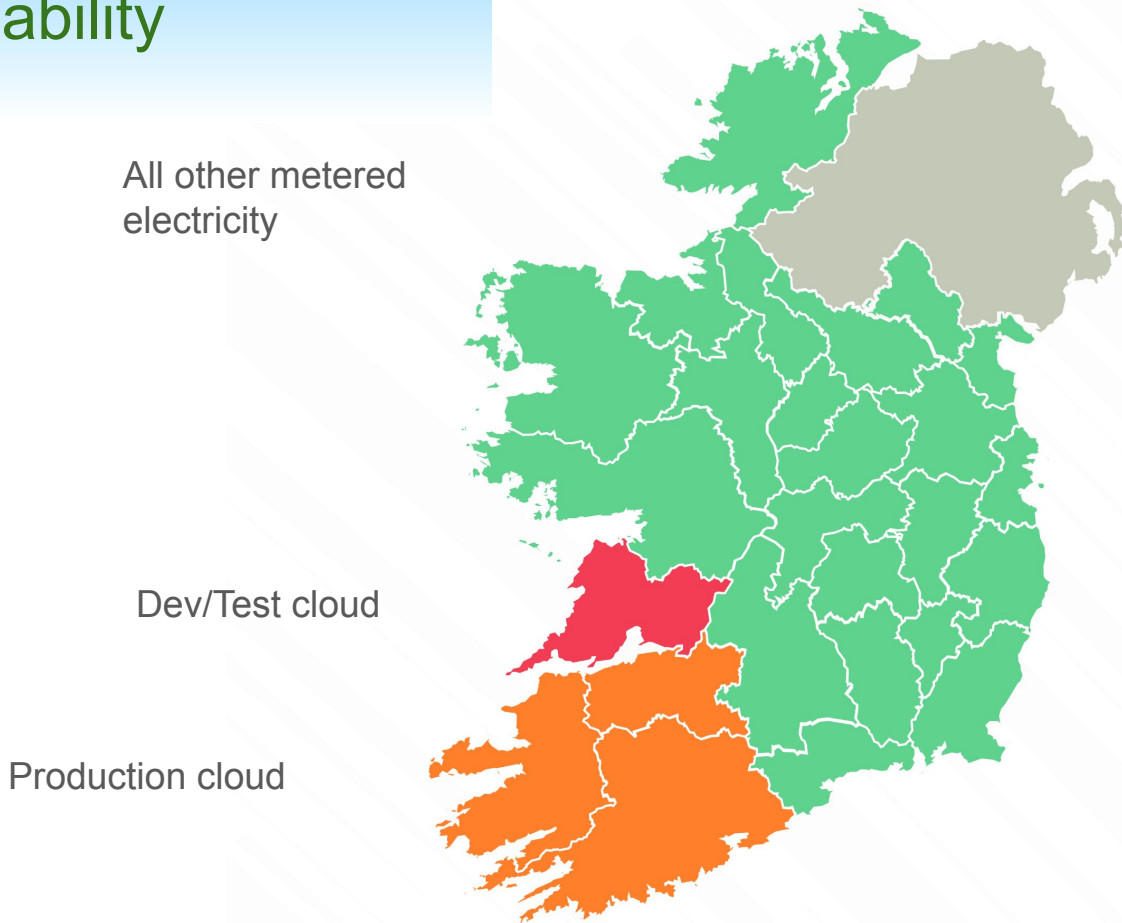 ability
All other metered
electricity
Dev/Test cloud
Production cloud